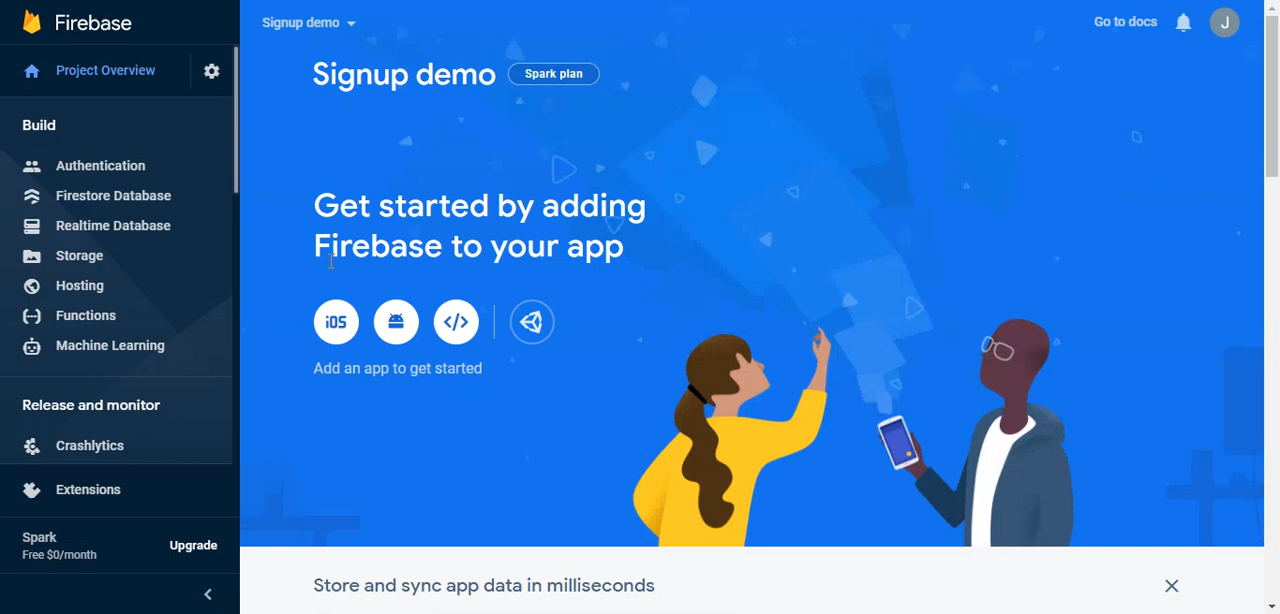 Firebase
Project Overview
Build
Authentication
Firestore Database
Realtime Database
Storage
Hosting
Functions
Machine Learning
Release and monitor
Crashlytics
Extensions
Spark
Free $0/month
Upgrade
Signup demo
Go to docs
J
Signup demo
Spark plan
Get started by adding
Firebase to your app
iOS
Add an app to get started
Store and sync app data in milliseconds